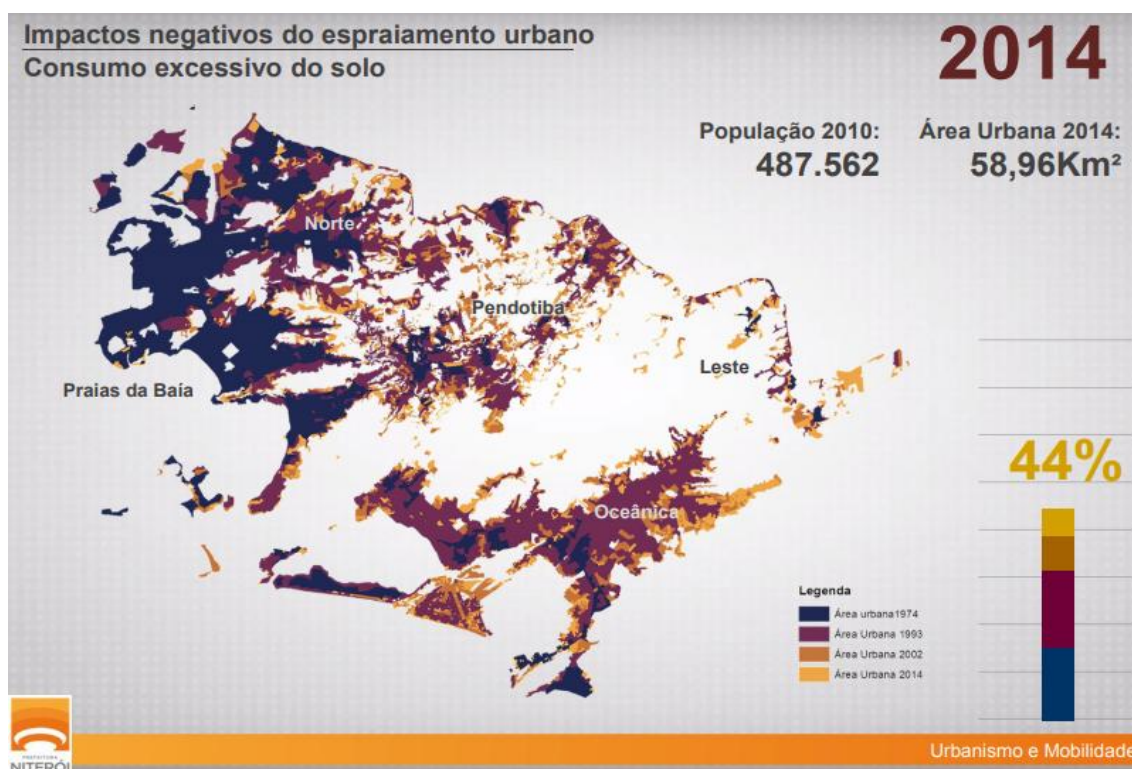 Impactos negativos do espraiamento urbano
Consumo excessivo do solo
2014
População 2010:
487.562
Área Urbana 2014:
58,96Km²
Norte
Pendotiba
Leste
Praias da Baía
Oceânica
44%
Legenda
Área urbana1974
Área Urbana 1993
Área Urbana 2002
Área Urbana 2014
PREFEITURA
NITERÓI
Urbanismo e Mobilidade